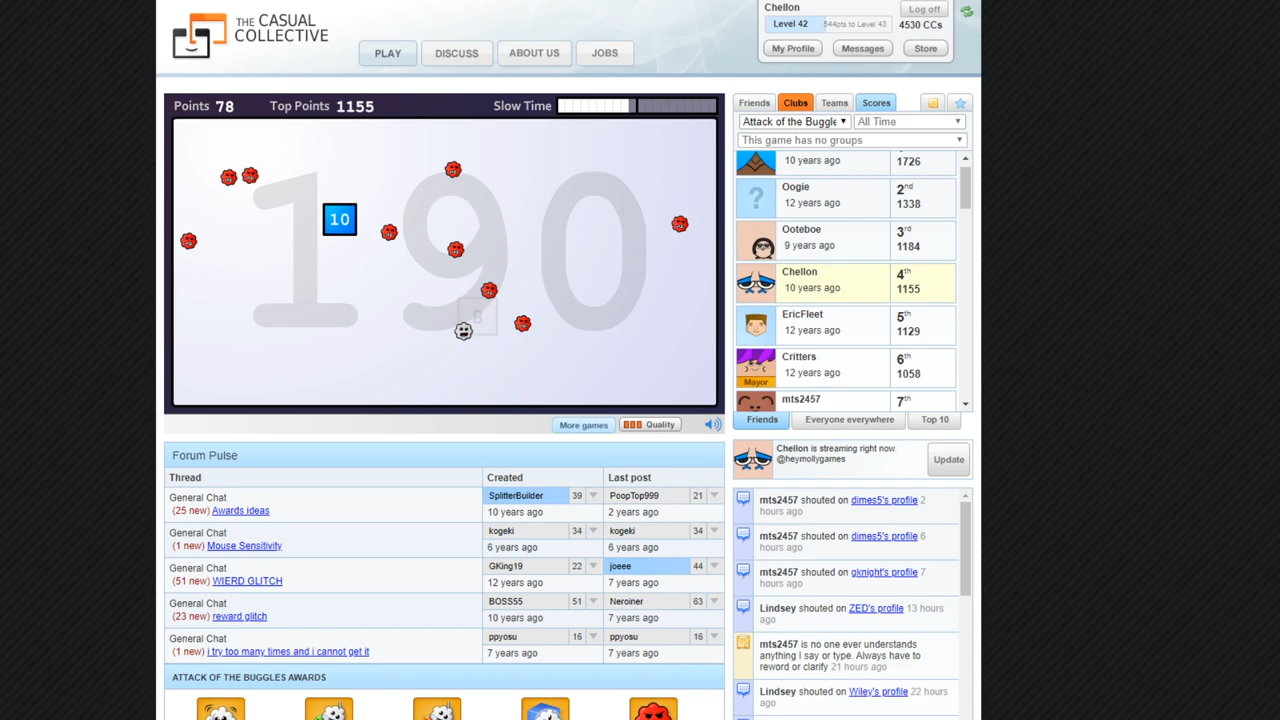 THE CASUAL
COLLECTIVE
PLAY
DISCUSS
ABOUT US
JOBS
Chellon
Log off
Level 42
544pts to Level 43
4530 CCs
My Profile
Messages
Store
Points 78
Top Points 1155
Slow Time
190
10
8
More games
Quality
Friends
Clubs
Teams
Scores
Attack of the Buggle
All Time
This game has no groups
10 years ago
1726
Oogie
12 years ago
2nd
1338
Ooteboe
9 years ago
3rd
1184
Chellon
10 years ago
4th
1155
EricFleet
12 years ago
5th
1129
Critters
12 years ago
6th
1058
Mayor
mts2457
7th
Friends
Everyone everywhere
Top 10
Chellon is streaming right now.
@heymollygames
Update
Forum Pulse
Thread Created Last post
General Chat
(25 new) Awards ideas
SplitterBuilder 39
10 years ago
PoopTop999 21
2 years ago
General Chat
(1 new) Mouse Sensitivity
kogeki 34
6 years ago
kogeki 34
6 years ago
General Chat
(51 new) WIERD GLITCH
GKing19 22
12 years ago
joeee 44
7 years ago
General Chat
(23 new) reward glitch
BOSS55 51
10 years ago
Neroiner 63
7 years ago
General Chat
(1 new) i try too many times and i cannot get it
ppyosu 16
7 years ago
ppyosu 16
7 years ago
ATTACK OF THE BUGGLES AWARDS
mts2457 shouted on dimes5's profile 2
hours ago
mts2457 shouted on dimes5's profile 6
hours ago
mts2457 shouted on gknight's profile 7
hours ago
Lindsey shouted on ZED's profile 13 hours
ago
mts2457 is no one ever understands
anything I say or type. Always have to
reword or clarify 21 hours ago
Lindsey shouted on Wiley's profile 22 hours
ago